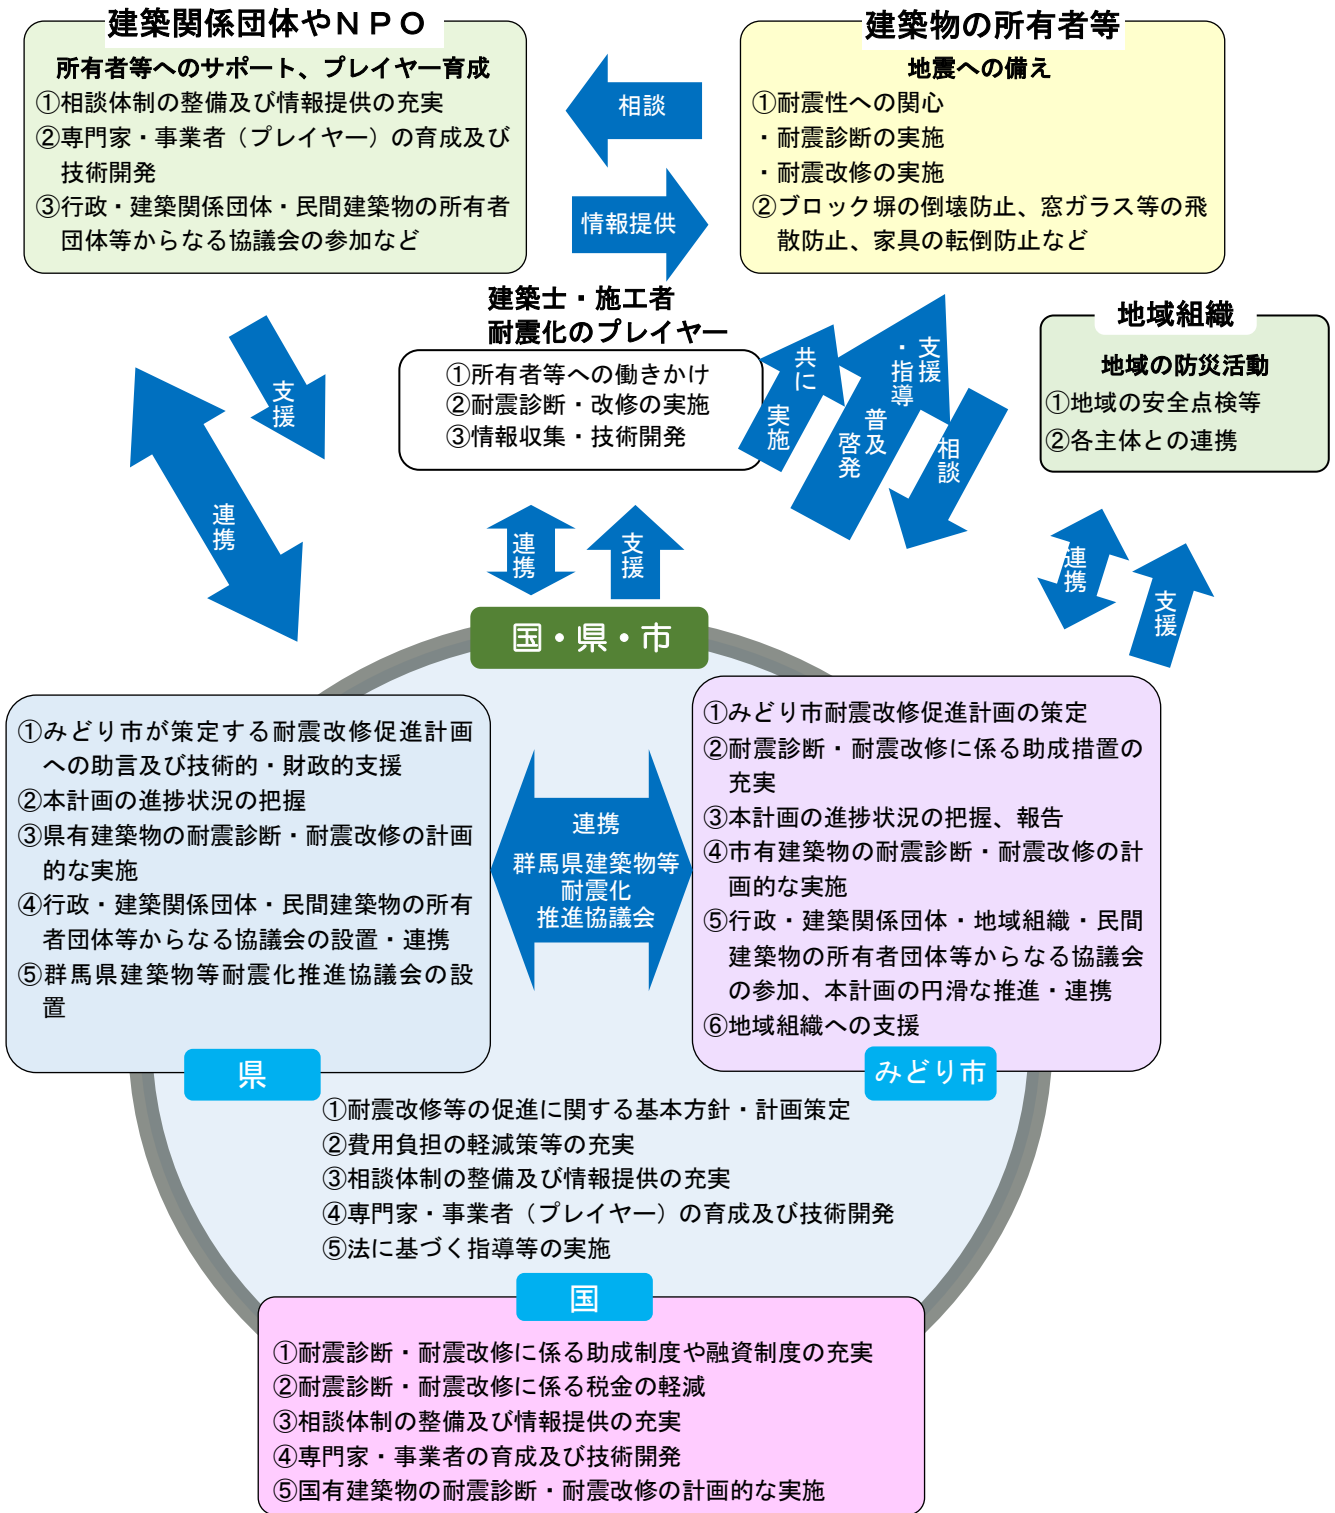 建築関係団体やＮＰＯ
所有者等へのサポート、プレイヤー育成
①相談体制の整備及び情報提供の充実
②専門家・事業者（プレイヤー）の育成及び
技術開発
③行政・建築関係団体・民間建築物の所有者
団体等からなる協議会の参加など
相談
情報提供
建築物の所有者等
地震への備え
①耐震性への関心
・耐震診断の実施
・耐震改修の実施
②ブロック塀の倒壊防止、窓ガラス等の飛
散防止、家具の転倒防止など
建築士・施工者
耐震化のプレイヤー
①所有者等への働きかけ
②耐震診断・改修の実施
③情報収集・技術開発
地域組織
地域の防災活動
①地域の安全点検等
②各主体との連携
支援
連携
連携
支援
共に
実施
支援
・指導
普及
啓発
相談
連携
支援
国・県・市
①みどり市が策定する耐震改修促進計画
への助言及び技術的・財政的支援
②本計画の進捗状況の把握
③県有建築物の耐震診断・耐震改修の計画
的な実施
④行政・建築関係団体・民間建築物の所有
者団体等からなる協議会の設置・連携
⑤群馬県建築物等耐震化推進協議会の設
置
県
連携
群馬県建築物等
耐震化
推進協議会
①みどり市耐震改修促進計画の策定
②耐震診断・耐震改修に係る助成措置の
充実
③本計画の進捗状況の把握、報告
④市有建築物の耐震診断・耐震改修の計
画的な実施
⑤行政・建築関係団体・地域組織・民間
建築物の所有者団体等からなる協議会
の参加、本計画の円滑な推進・連携
⑥地域組織への支援
みどり市
①耐震改修等の促進に関する基本方針・計画策定
②費用負担の軽減策等の充実
③相談体制の整備及び情報提供の充実
④専門家・事業者（プレイヤー）の育成及び技術開発
⑤法に基づく指導等の実施
国
①耐震診断・耐震改修に係る助成制度や融資制度の充実
②耐震診断・耐震改修に係る税金の軽減
③相談体制の整備及び情報提供の充実
④専門家・事業者の育成及び技術開発
⑤国有建築物の耐震診断・耐震改修の計画的な実施